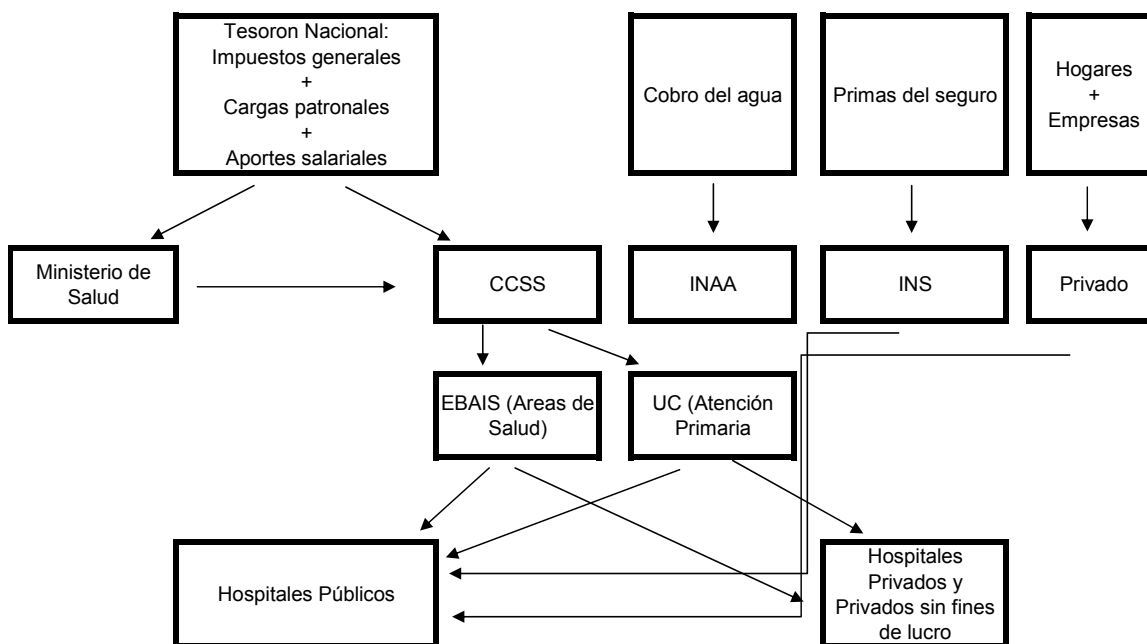 Tesoron Nacional:
Impuestos generales
+
Cargas patronales
+
Aportes salariales
Cobro del agua
Primas del seguro
Hogares
+
Empresas
Ministerio de
Salud
CCSS
INAA
INS
Privado
EBAIS (Areas de
Salud)
UC (Atención
Primaria
Hospitales Públicos
Hospitales
Privados y
Privados sin fines
de lucro